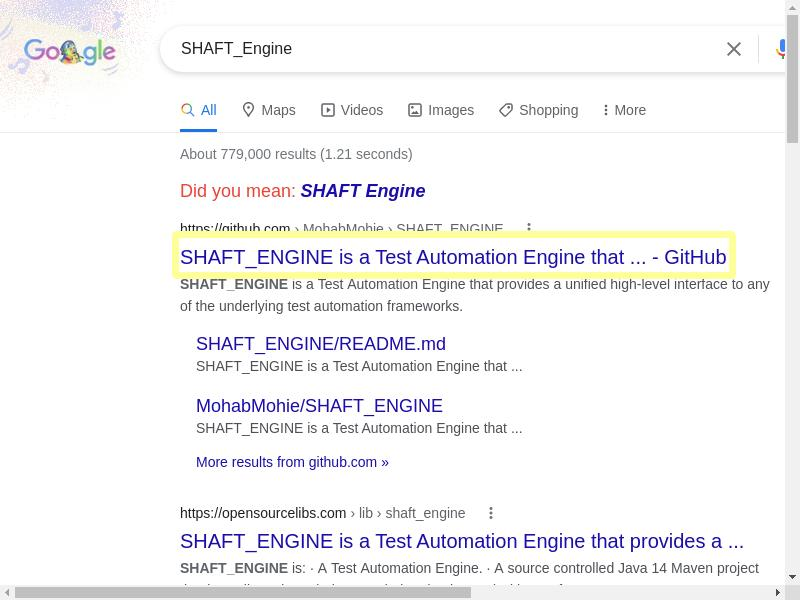 Google
SHAFT_Engine
All Maps Videos Images Shopping More
About 779,000 results (1.21 seconds)
Did you mean: SHAFT Engine
https://github.com › MohabMohie › SHAFT_ENGINE
SHAFT_ENGINE is a Test Automation Engine that ... - GitHub
SHAFT_ENGINE is a Test Automation Engine that provides a unified high-level interface to any
of the underlying test automation frameworks.
SHAFT_ENGINE/README.md
SHAFT_ENGINE is a Test Automation Engine that ...
MohabMohie/SHAFT_ENGINE
SHAFT_ENGINE is a Test Automation Engine that ...
More results from github.com »
https://opensourcelibs.com › lib › shaft_engine
SHAFT_ENGINE is a Test Automation Engine that provides a ...
SHAFT_ENGINE is: · A Test Automation Engine. · A source controlled Java 14 Maven project